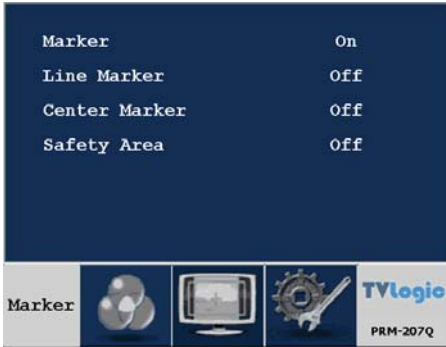 Marker On
Line Marker Off
Center Marker Off
Safety Area Off
Marker
TVLogic
PRM-207Q